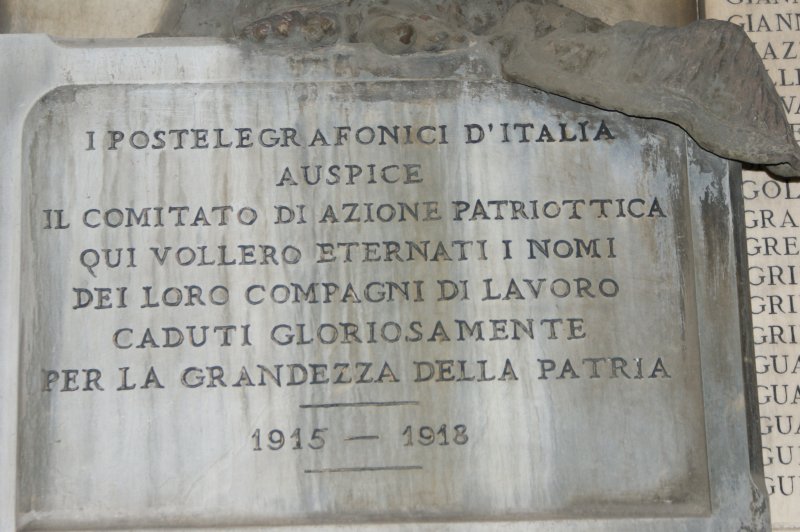 I POSTELEGRAFONICI D'ITALIA
AUSPICE
IL COMITATO DI AZIONE PATRIOTTICA
QUI VOLLERO ETERNATI I NOMI
DEI LORO COMPAGNI DI LAVORO
CADUTI GLORIOSAMENTE
PER LA GRANDEZZA DELLA PATRIA
1915 — 1918